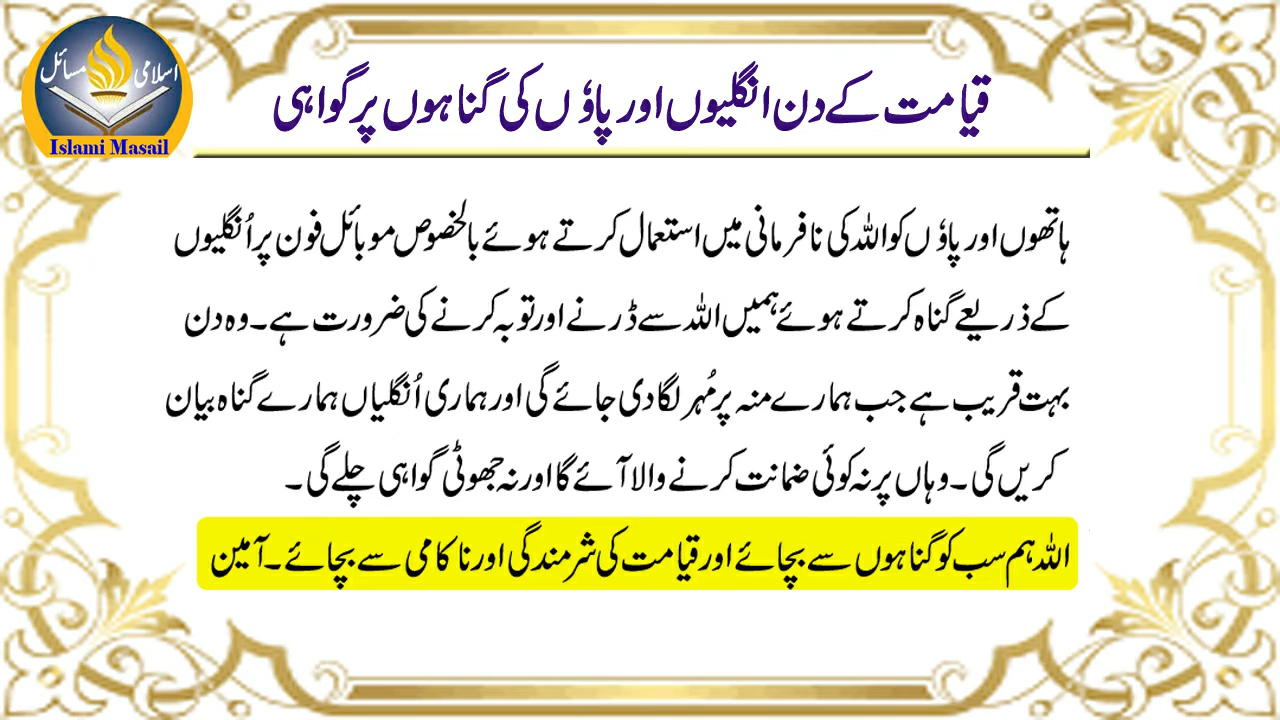 اسلامی مسائل
Islami Masail
قیامت کے دن انگلیوں اور پاؤں کی گناہوں پر گواہی
ہاتھوں اور پاؤں کو اللہ کی نافرمانی میں استعمال کرتے ہوئے بالخصوص موبائل فون پر اُنگلیوں
کے ذریعے گناہ کرتے ہوئے ہمیں اللہ سے ڈرنے اور توبہ کرنے کی ضرورت ہے۔ وہ دن
بہت قریب ہے جب ہمارے منہ پر مُہر لگا دی جائے گی اور ہماری اُنگلیاں ہمارے گناہ بیان
کریں گی۔ وہاں پر نہ کوئی ضمانت کرنے والا آئے گا اور نہ جھوٹی گواہی چلے گی۔
اللہ ہم سب کو گناہوں سے بچائے اور قیامت کی شرمندگی اور ناکامی سے بچائے۔ آمین